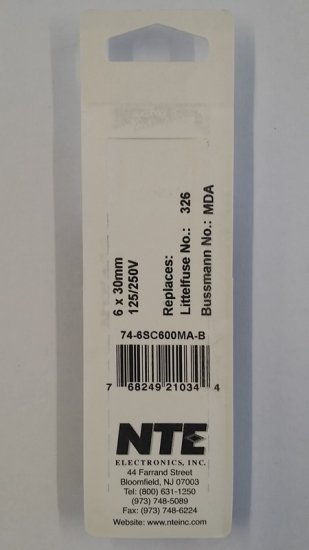 6 x 30mm
125/250V
Replaces:
Littelfuse No.: 326
Bussmann No.: MDA
74-6SC600MA-B
7 68249 21034 4
NTE
ELECTRONICS, INC.
44 Farrand Street
Bloomfield, NJ 07003
Tel: (800) 631-1250
(973) 748-5089
Fax: (973) 748-6224
Website: www.nteinc.com